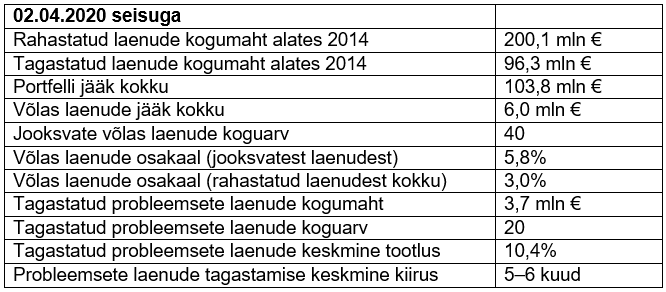 02.04.2020 seisuga
Rahastatud laenude kogumaht alates 2014 200,1 mln €
Tagastatud laenude kogumaht alates 2014 96,3 mln €
Portfelli jääk kokku 103,8 mln €
Võlas laenude jääk kokku 6,0 mln €
Jooksvate võlas laenude koguarv 40
Võlas laenude osakaal (jooksvatest laenudest) 5,8%
Võlas laenude osakaal (rahastatud laenudest kokku) 3,0%
Tagastatud probleemsete laenude kogumaht 3,7 mln €
Tagastatud probleemsete laenude koguarv 20
Tagastatud probleemsete laenude keskmine tootlus 10,4%
Probleemsete laenude tagastamise keskmine kiirus 5–6 kuud